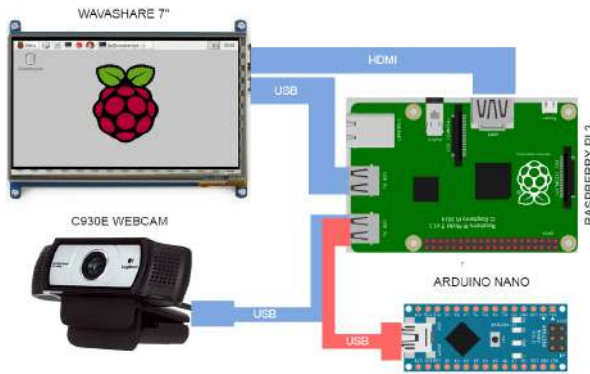 WAVASHARE 7"
HDMI
USB
RASPBERRY PI 3
C930E WEBCAM
USB
ARDUINO NANO
USB